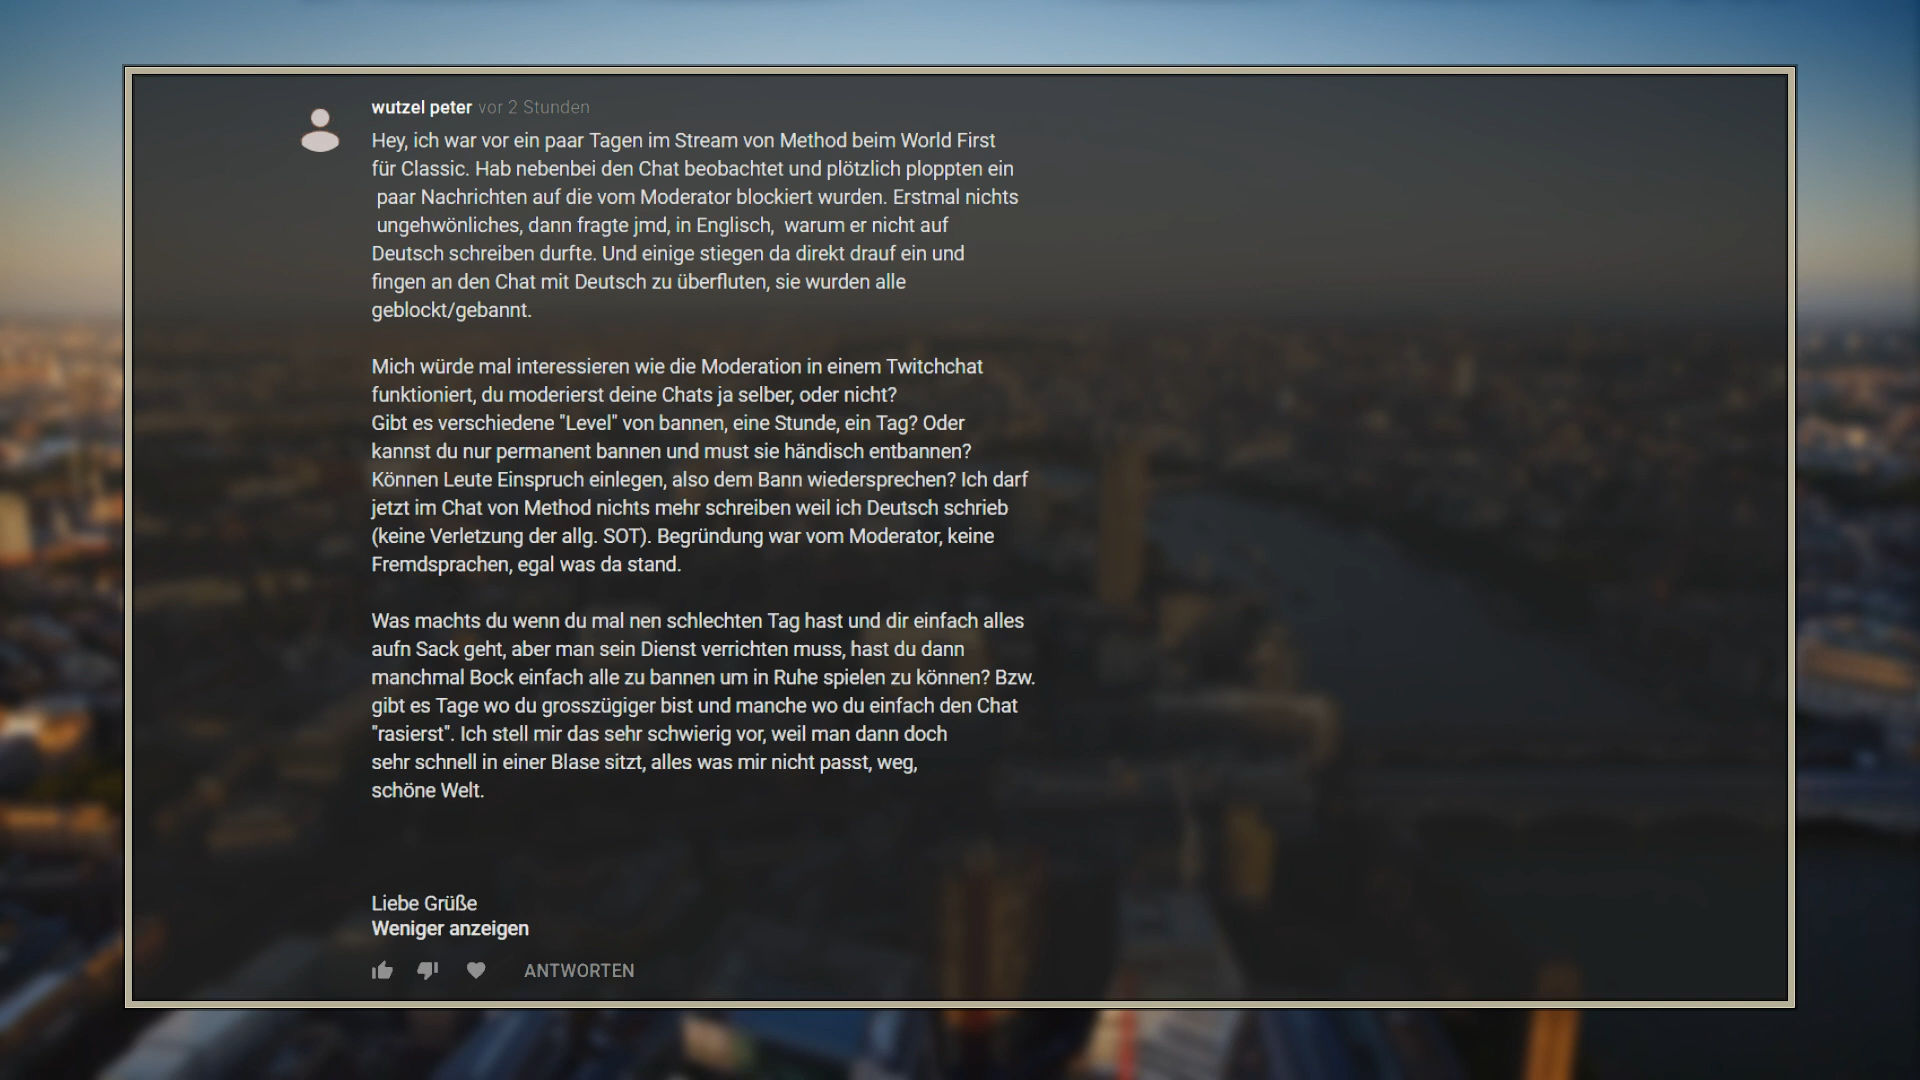 wutzel peter vor 2 Stunden
Hey, ich war vor ein paar Tagen im Stream von Method beim World First
für Classic. Hab nebenbei den Chat beobachtet und plötzlich ploppten ein
paar Nachrichten auf die vom Moderator blockiert wurden. Erstmal nichts
ungehwönliches, dann fragte jmd, in Englisch, warum er nicht auf
Deutsch schreiben durfte. Und einige stiegen da direkt drauf ein und
fingen an den Chat mit Deutsch zu überfluten, sie wurden alle
geblockt/gebannt.
Mich würde mal interessieren wie die Moderation in einem Twitchchat
funktioniert, du moderierst deine Chats ja selber, oder nicht?
Gibt es verschiedene "Level" von bannen, eine Stunde, ein Tag? Oder
kannst du nur permanent bannen und must sie händisch entbannen?
Können Leute Einspruch einlegen, also dem Bann wiedersprechen? Ich darf
jetzt im Chat von Method nichts mehr schreiben weil ich Deutsch schrieb
(keine Verletzung der allg. SOT). Begründung war vom Moderator, keine
Fremdsprachen, egal was da stand.
Was machts du wenn du mal nen schlechten Tag hast und dir einfach alles
aufn Sack geht, aber man sein Dienst verrichten muss, hast du dann
manchmal Bock einfach alle zu bannen um in Ruhe spielen zu können? Bzw.
gibt es Tage wo du grosszügiger bist und manche wo du einfach den Chat
"rasierst". Ich stell mir das sehr schwierig vor, weil man dann doch
sehr schnell in einer Blase sitzt, alles was mir nicht passt, weg,
schöne Welt.
Liebe Grüße
Weniger anzeigen
ANTWORTEN